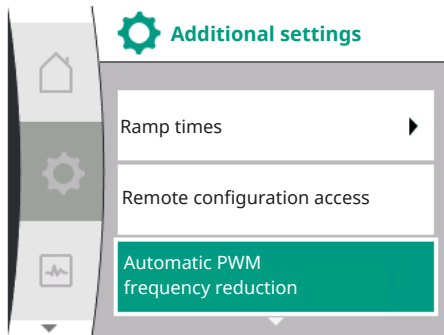 Additional settings
Ramp times
Remote configuration access
Automatic PWM
frequency reduction